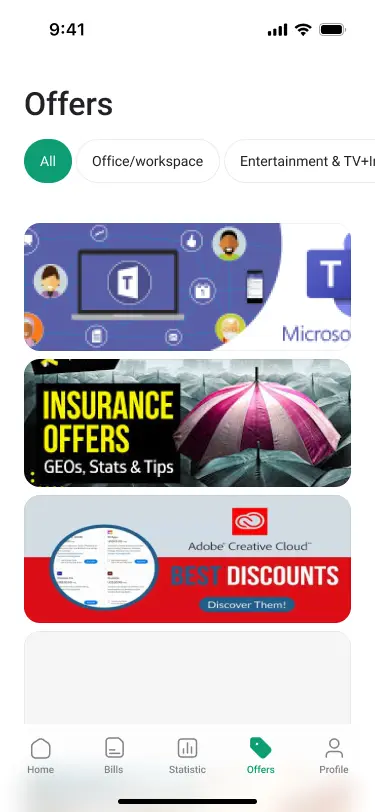 9:41
Offers
All
Office/workspace
Entertainment & TV+
T
T
Microso
INSURANCE
OFFERS
GEOs, Stats & Tips
Adobe Creative Cloud™
BEST DISCOUNTS
Discover Them!
Home
Bills
Statistic
Offers
Profile